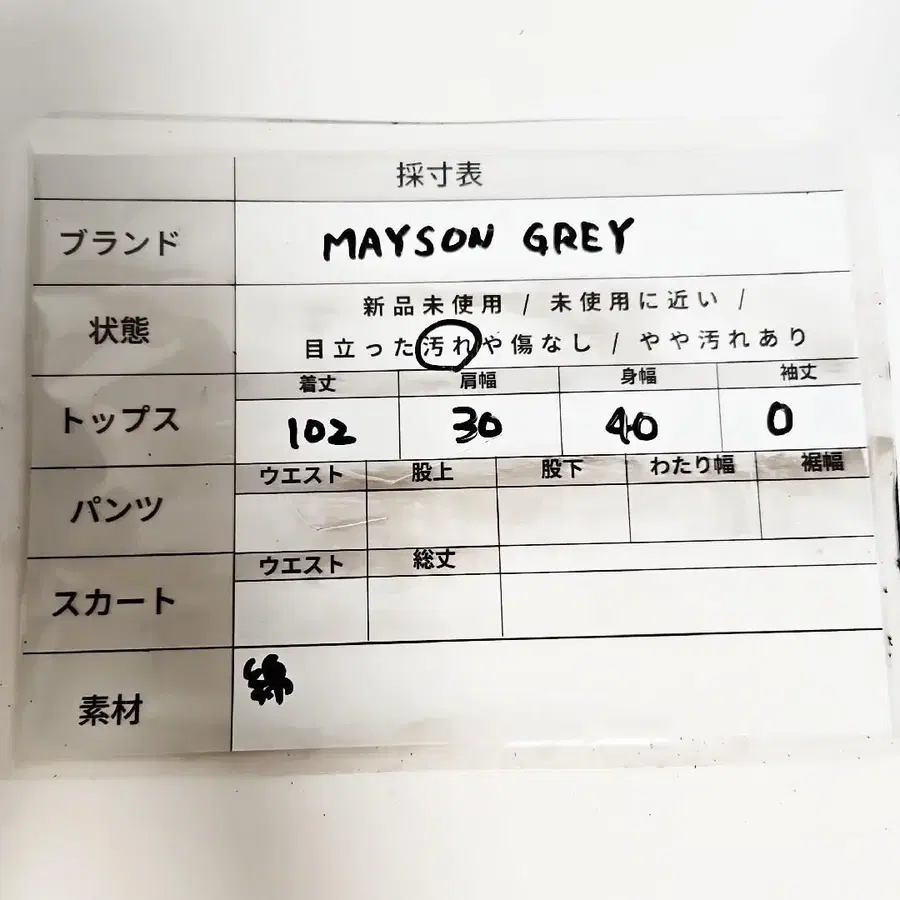 採寸表
ブランド MAYSON GREY
状態 新品未使用 / 未使用に近い /
目立った汚れや傷なし / やや汚れあり
着丈 肩幅 身幅 袖丈
トップス 102 30 40 0
ウエスト 股上 股下 わたり幅 裾幅
パンツ
ウエスト 総丈
スカート
素材 綿